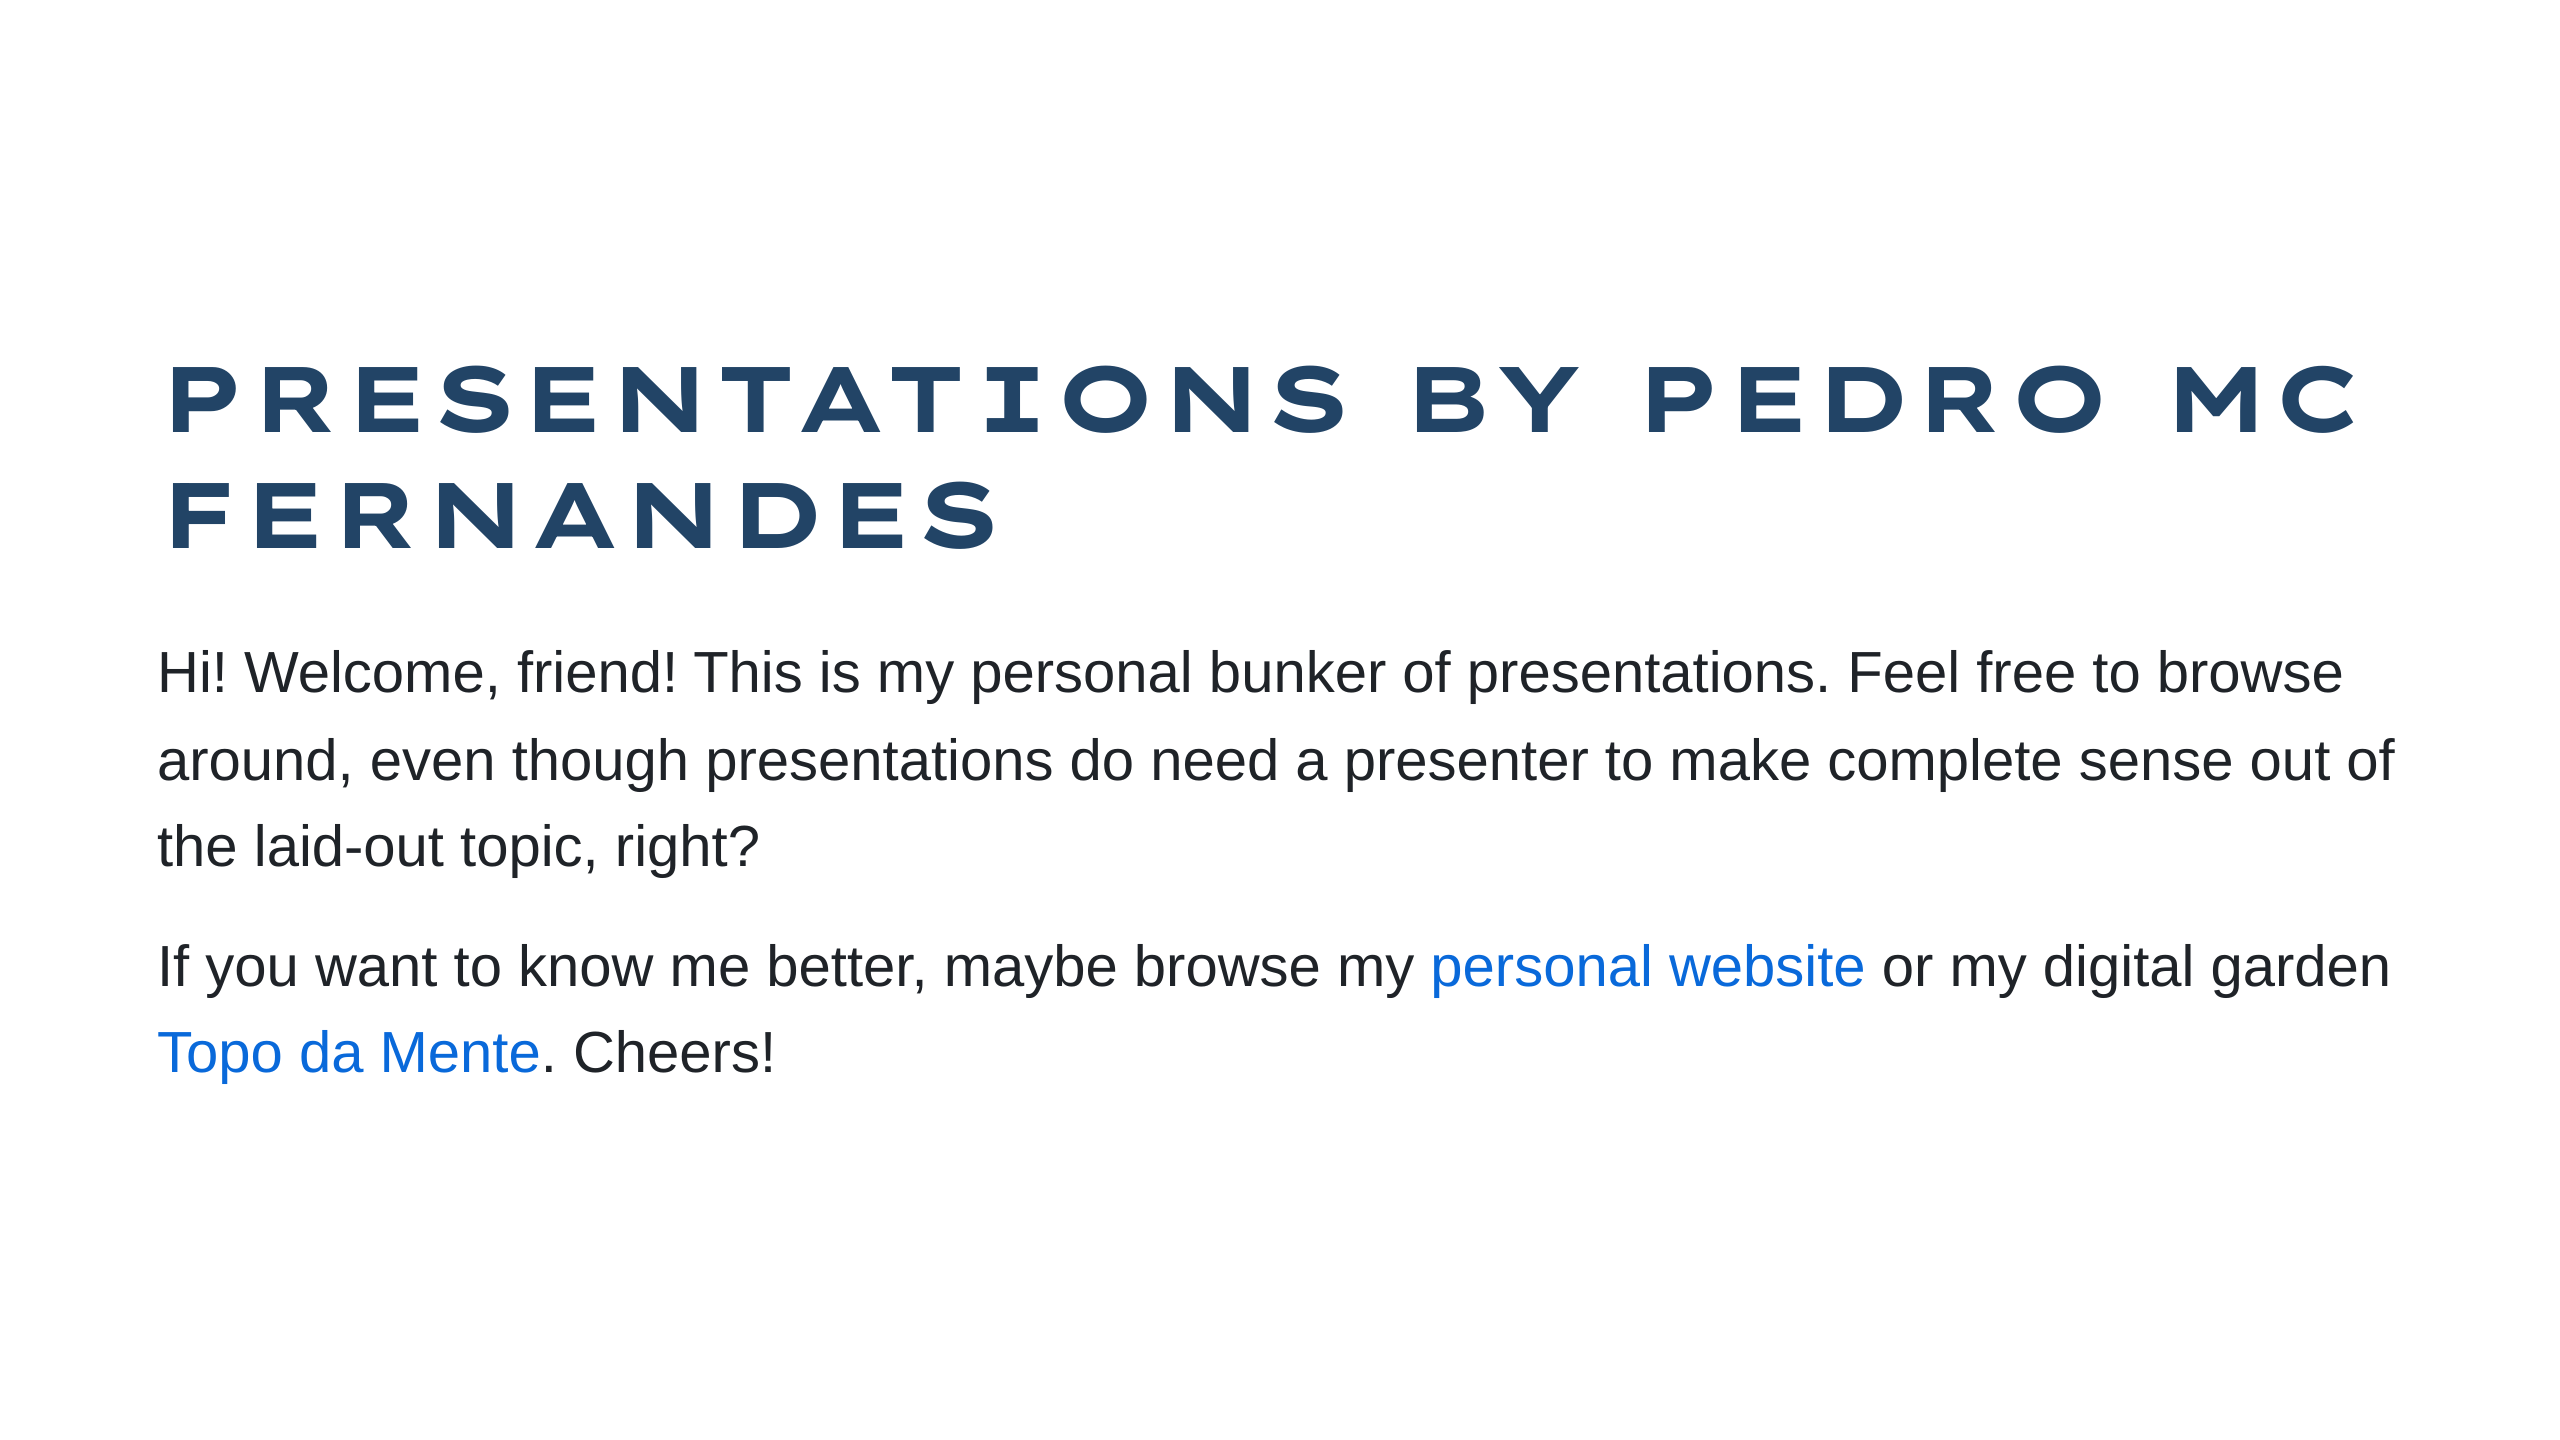 PRESENTATIONS BY PEDRO MC
FERNANDES
Hi! Welcome, friend! This is my personal bunker of presentations. Feel free to browse
around, even though presentations do need a presenter to make complete sense out of
the laid-out topic, right?
If you want to know me better, maybe browse my personal website or my digital garden
Topo da Mente. Cheers!